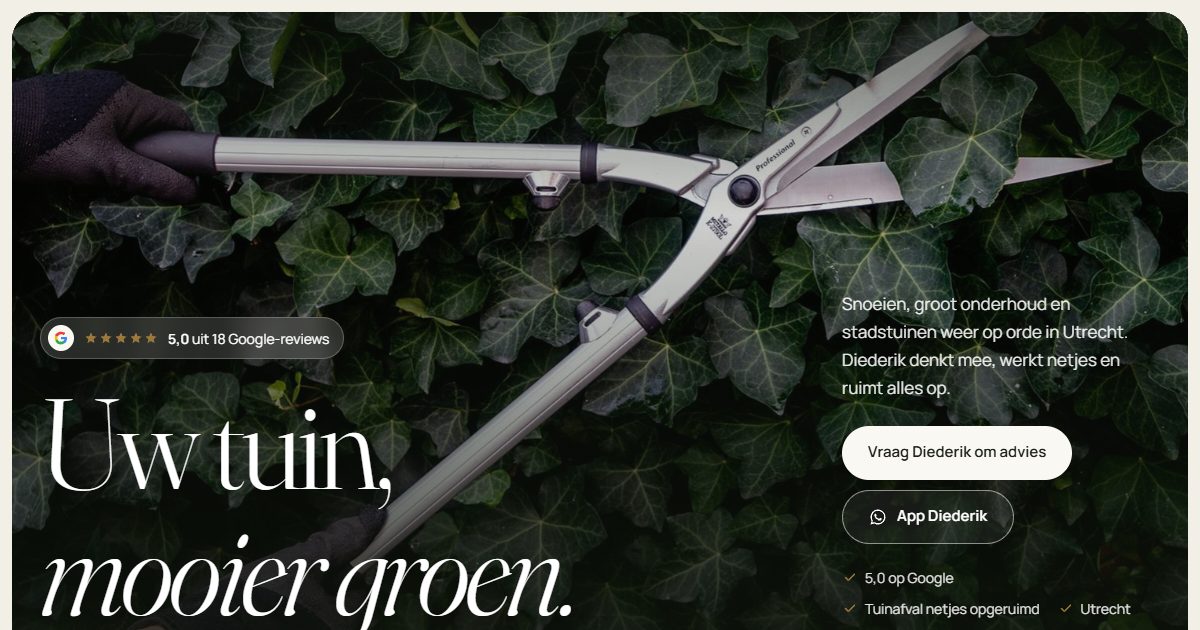 Professional
5,0 uit 18 Google-reviews
Uw tuin,
mooier groen.
Snoeien, groot onderhoud en
stadstuinen weer op orde in Utrecht.
Diederik denkt mee, werkt netjes en
ruimt alles op.
Vraag Diederik om advies
App Diederik
5,0 op Google
Tuinafval netjes opgeruimd
Utrecht